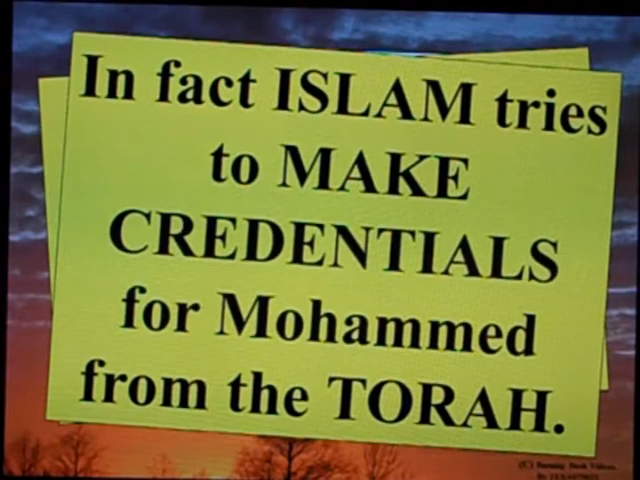 In fact ISLAM tries
to MAKE
CREDENTIALS
for Mohammed
from the TORAH.